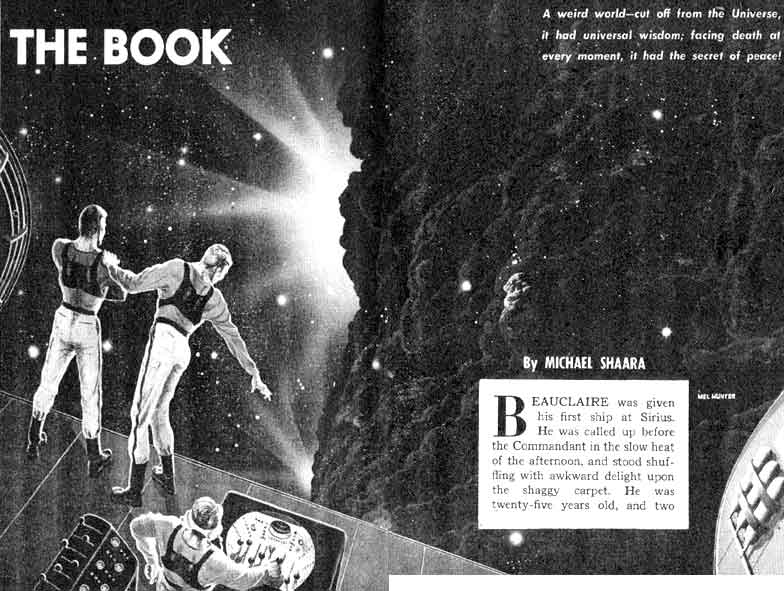 THE BOOK
A weird world—cut off from the Universe,
it had universal wisdom; facing death at
every moment, it had the secret of peace!
By MICHAEL SHAARA
MEL HUNTER
BEAUCLAIRE was given
his first ship at Sirius.
He was called up before
the Commandant in the slow heat
of the afternoon, and stood shuf-
fling with awkward delight upon
the shaggy carpet. He was
twenty-five years old, and two